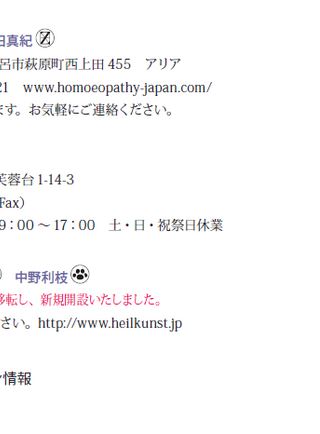 田真紀 Ⓩ
呂市萩原町西上田 455　アリア
21　www.homoeopathy-japan.com/
ます。お気軽にご連絡ください。
芙蓉台 1-14-3
Fax）
9：00 〜 17：00　土・日・祝祭日休業
中野利枝
移転し、新規開設いたしました。
さい。http://www.heilkunst.jp
情報